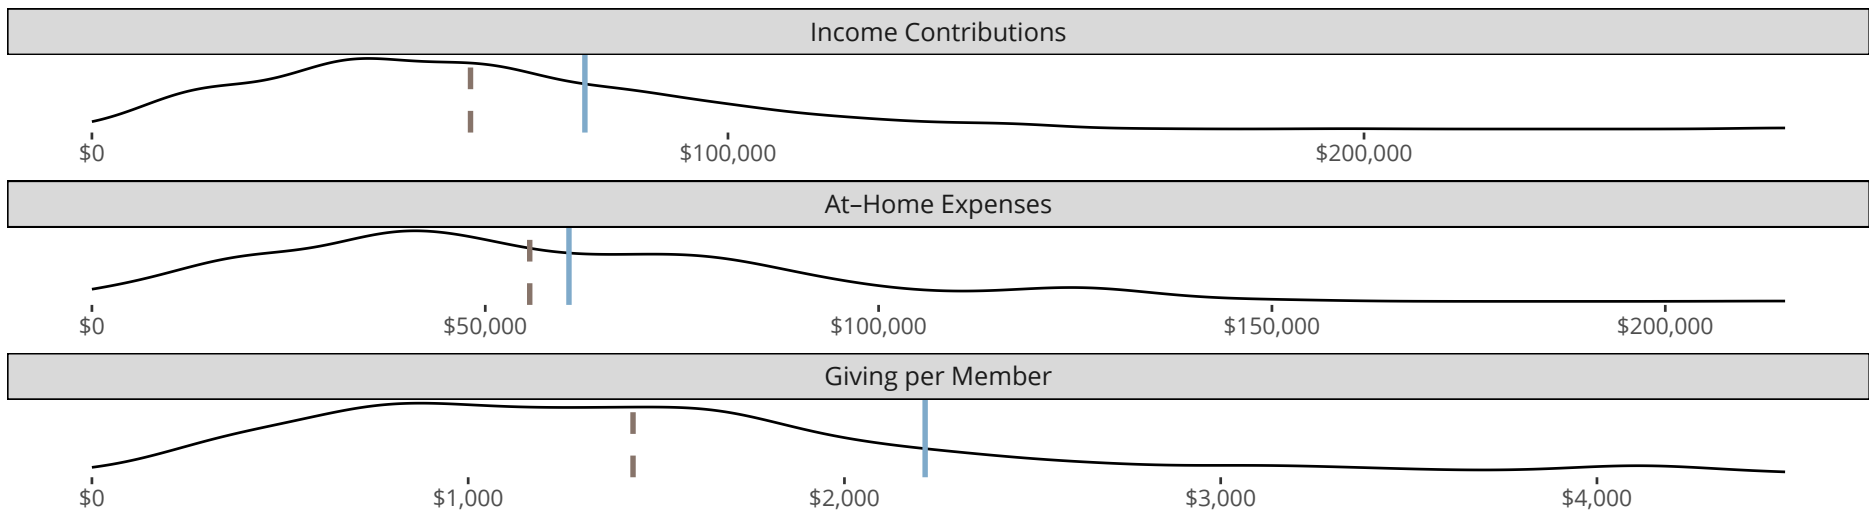 Income Contributions
$0 $100,000 $200,000
At–Home Expenses
$0 $50,000 $100,000 $150,000 $200,000
Giving per Member
$0 $1,000 $2,000 $3,000 $4,000